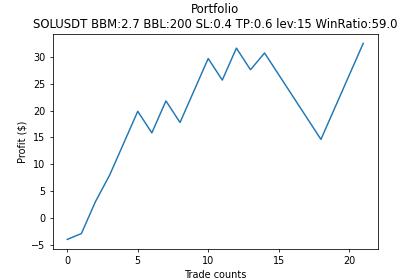 Portfolio
SOLUSDT BBM:2.7 BBL:200 SL:0.4 TP:0.6 lev:15 WinRatio:59.0
30
25
20
15
10
5
0
−5
Profit ($)
0 5 10 15 20
Trade counts